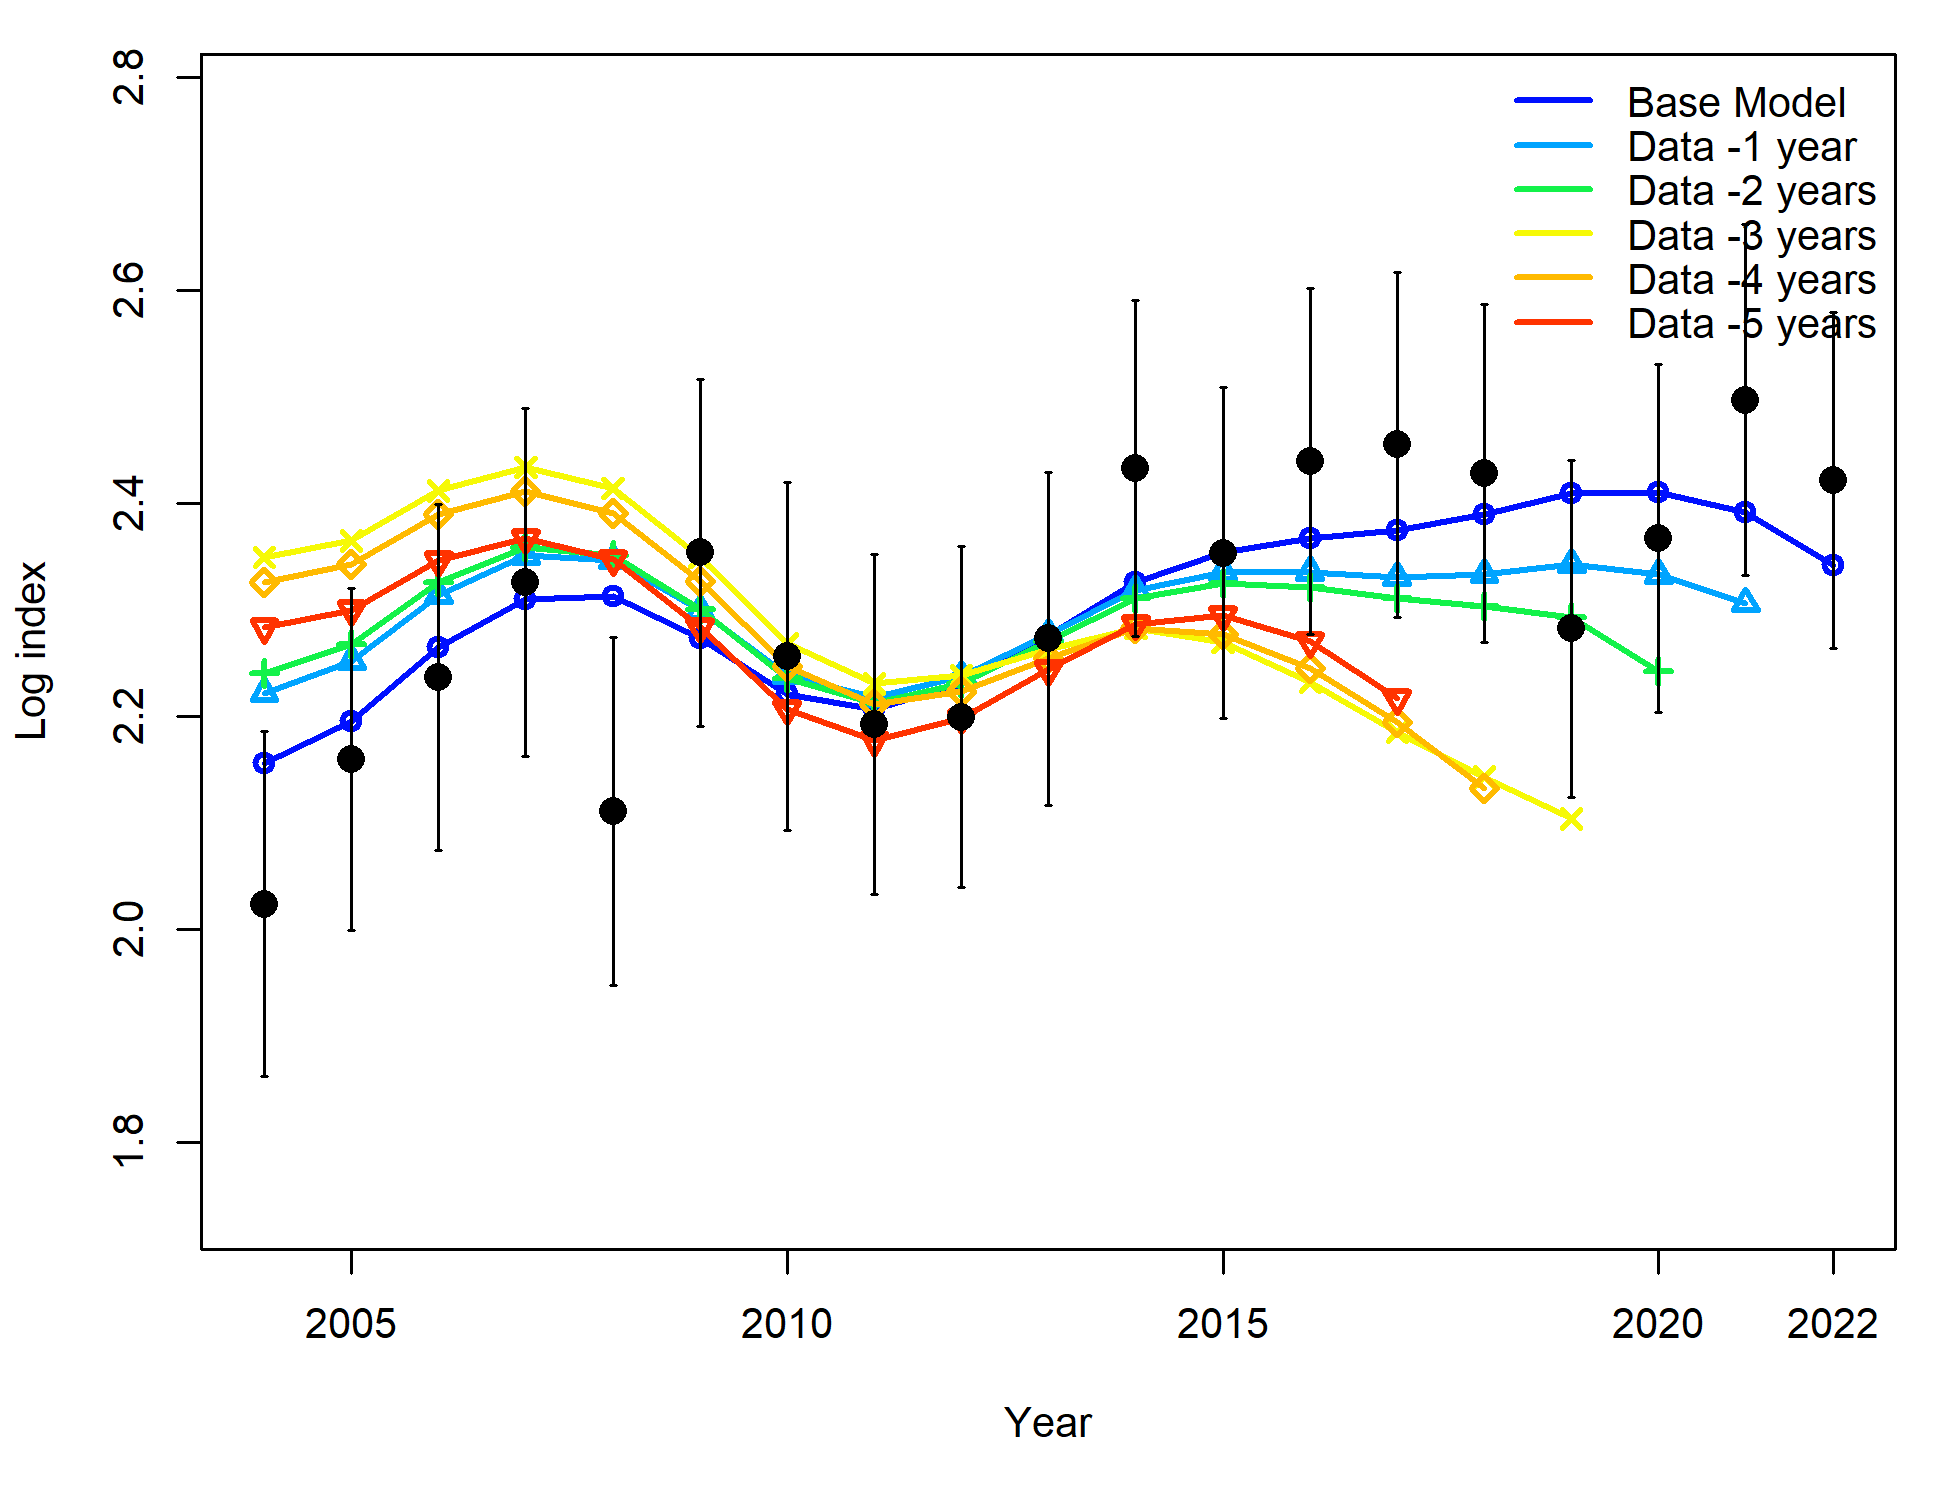 2.8
2.6
2.4
2.2
2.0
1.8
Log index
Base Model
Data -1 year
Data -2 years
Data -3 years
Data -4 years
Data -5 years
2005 2010 2015 2020 2022
Year